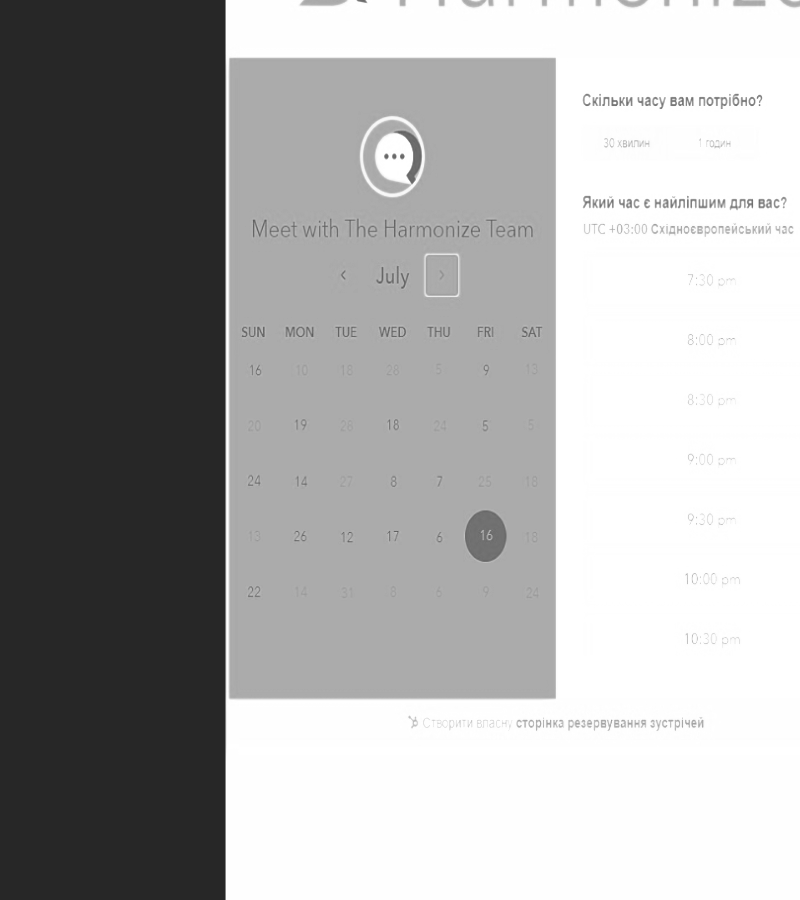 Harmonize
Meet with The Harmonize Team
July
SUN MON TUE WED THU FRI SAT
16 10 18 28 5 9 13
20 19 28 18 24 5 5
24 14 27 8 7 25 18
13 26 12 17 6 16 18
22 14 31 8 6 9 24
Скільки часу вам потрібно?
30 хвилин 1 годин
Який час є найліпшим для вас?
UTC +03:00 Східноєвропейський час
7:30 pm
8:00 pm
8:30 pm
9:00 pm
9:30 pm
10:00 pm
10:30 pm
Створити власну сторінка резервування зустрічей